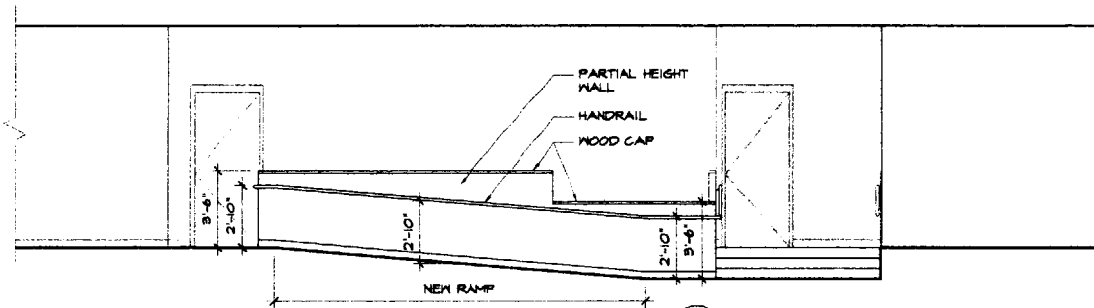 PARTIAL HEIGHT
WALL
HANDRAIL
WOOD CAP
3'-6"
2'-10"
2'-10"
2'-10"
3'-6"
NEW RAMP